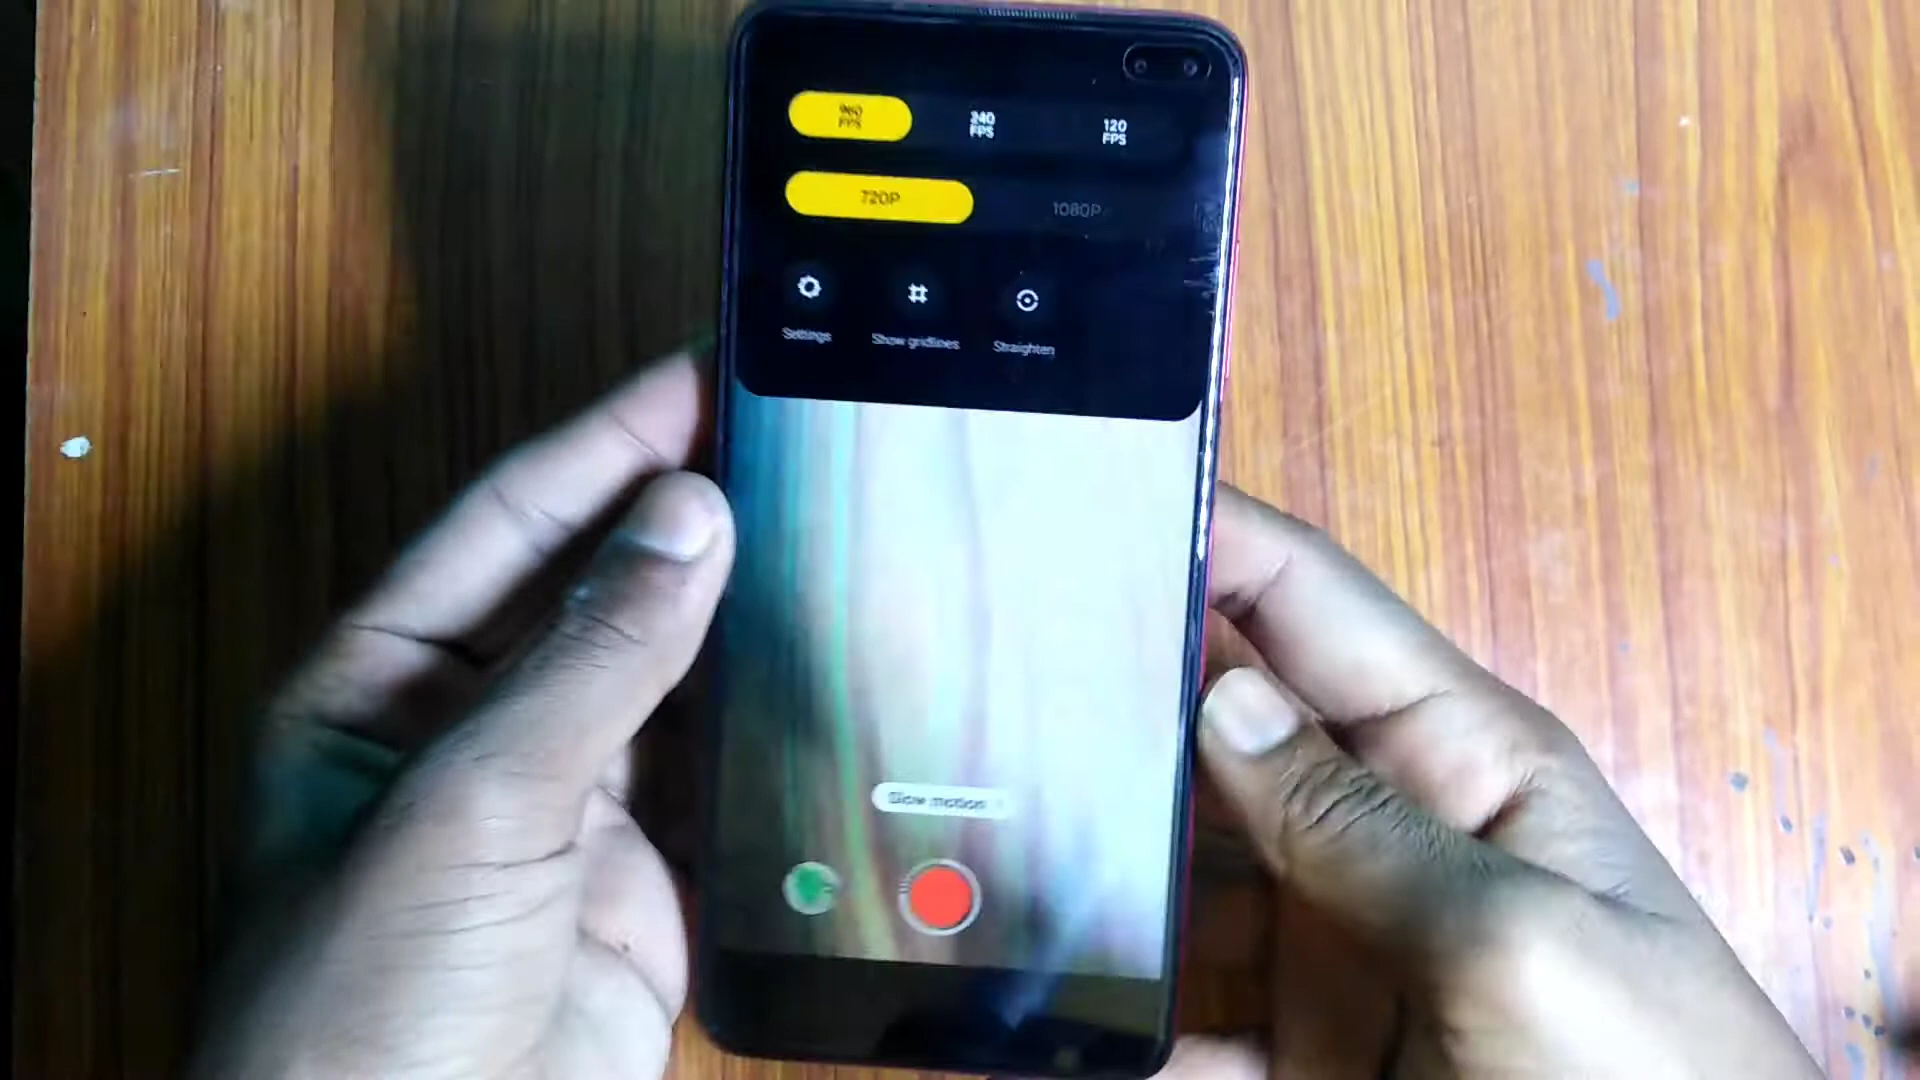 960
FPS
240
FPS
120
FPS
720P
1080P
Settings
Show gridlines
Straighten
Slow motion